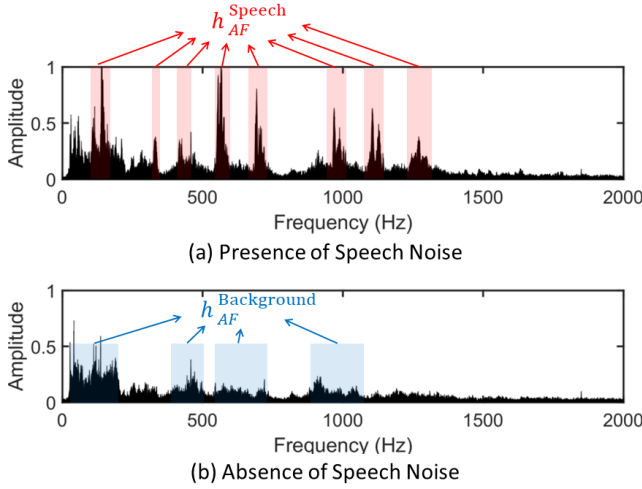 h Speech AF
Amplitude
1
0.5
0
0 500 1000 1500 2000
Frequency (Hz)
(a) Presence of Speech Noise
h Background AF
Amplitude
1
0.5
0
0 500 1000 1500 2000
Frequency (Hz)
(b) Absence of Speech Noise